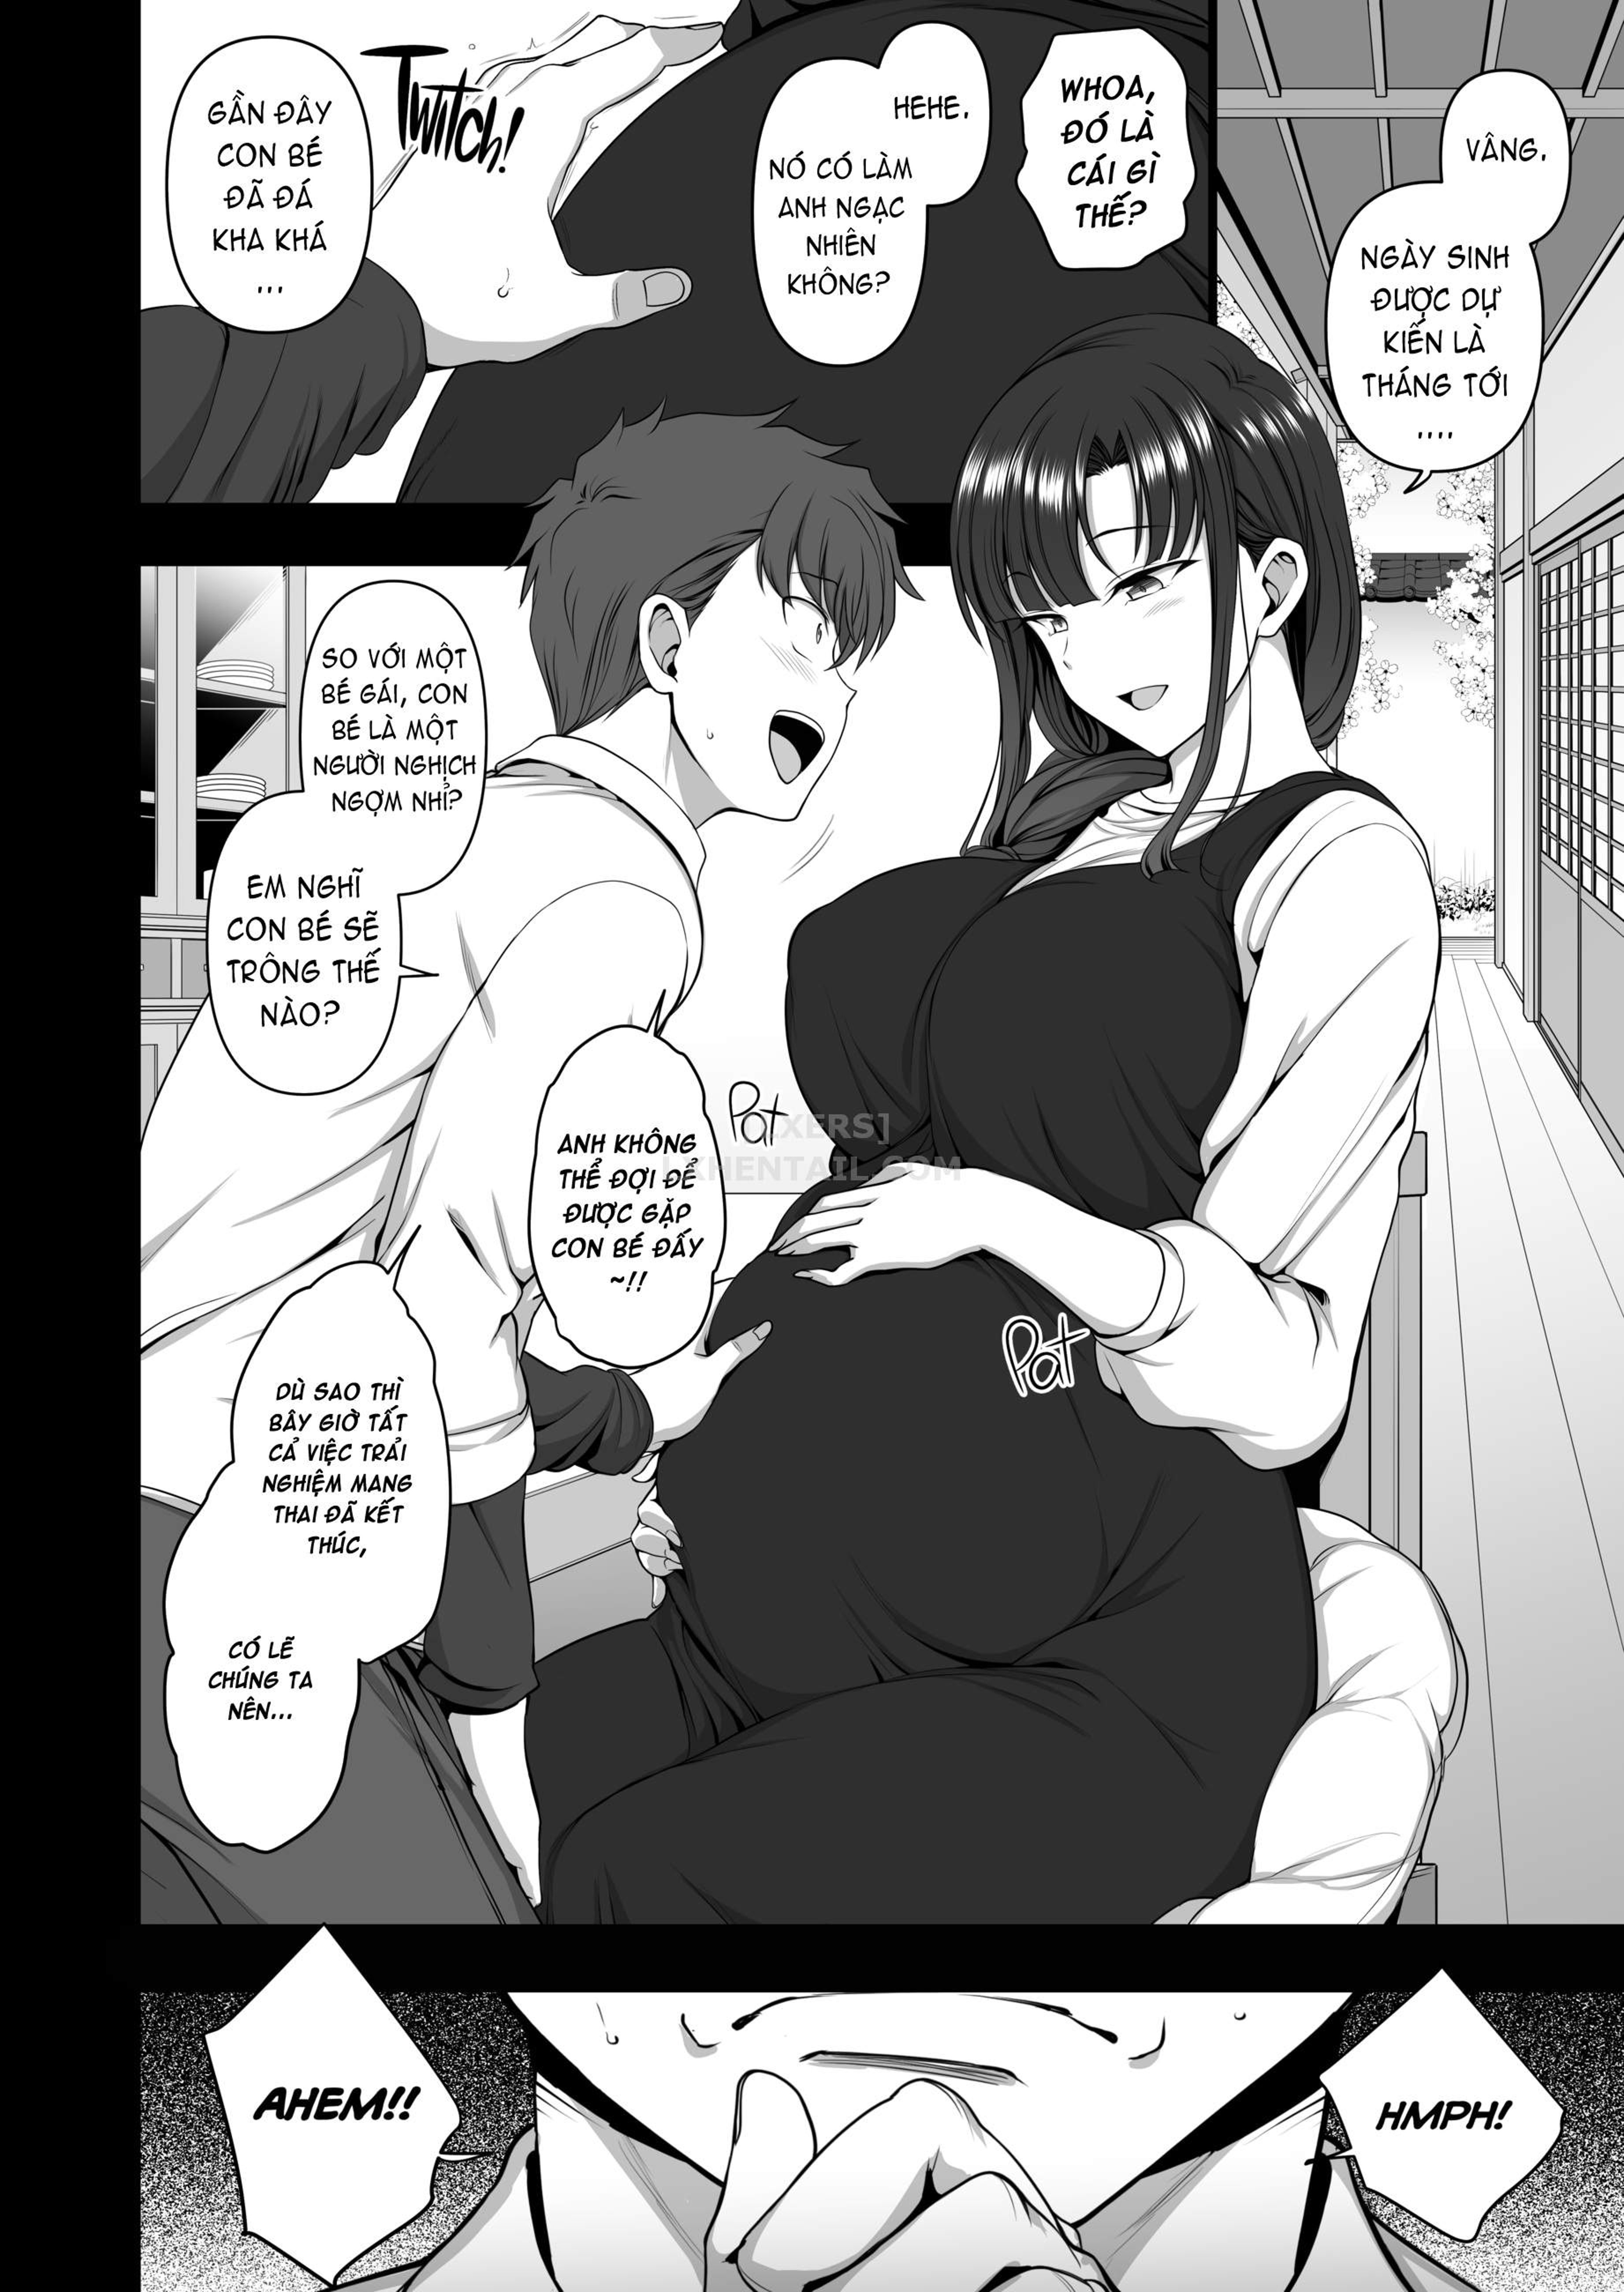 VÂNG.
NGÀY SINH
ĐƯỢC DỰ
KIẾN LÀ
THÁNG TỚI
....
WHOA,
ĐÓ LÀ
CÁI GÌ
THẾ?
HEHE.
NÓ CÓ LÀM
ANH NGẠC
NHIÊN
KHÔNG?
TWITCH!
GẦN ĐÂY
CON BÉ
ĐÃ ĐÁ
KHA KHÁ
...
SO VỚI MỘT
BÉ GÁI, CON
BÉ LÀ MỘT
NGƯỜI NGHỊCH
NGỢM NHỈ?
EM NGHĨ
CON BÉ SẼ
TRÔNG THẾ
NÀO?
ANH KHÔNG
THỂ ĐỢI ĐỂ
ĐƯỢC GẶP
CON BÉ ĐẤY
~!!
PAT
PAT
[LXERS]
LXHENTAI.COM
DÙ SAO THÌ
BÂY GIỜ TẤT
CẢ VIỆC TRẢI
NGHIỆM MANG
THAI ĐÃ KẾT
THÚC,
CÓ LẼ
CHÚNG TA
NÊN...
HMPH!
AHEM!!